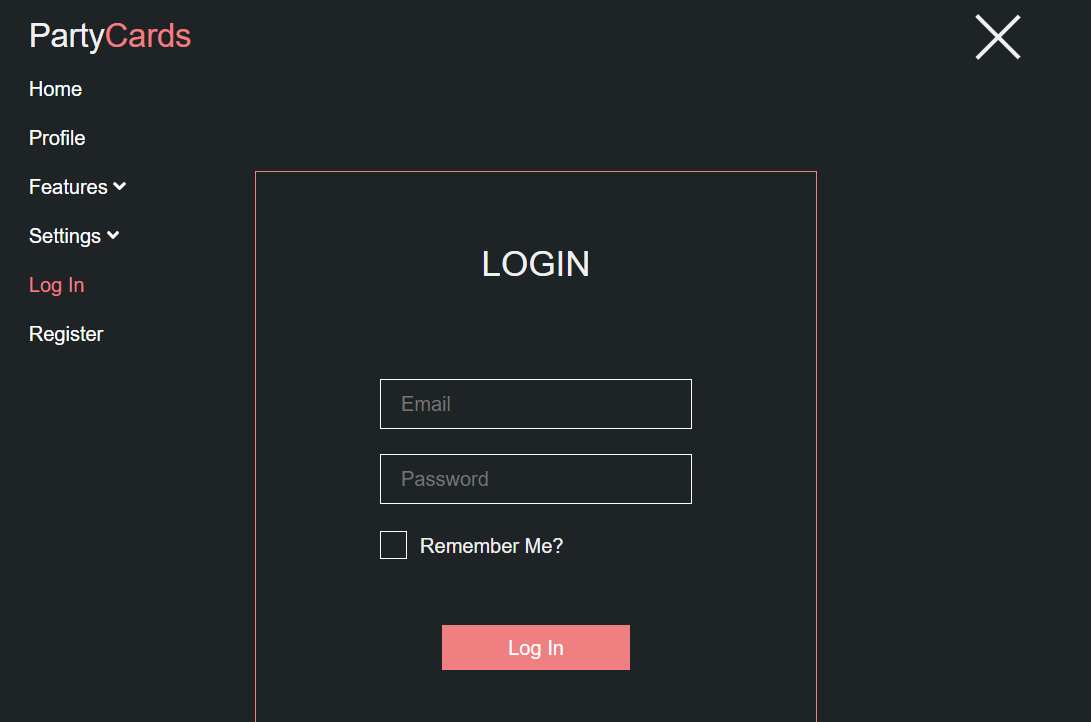 PartyCards
Home
Profile
Features
Settings
Log In
Register
LOGIN
Email
Password
Remember Me?
Log In